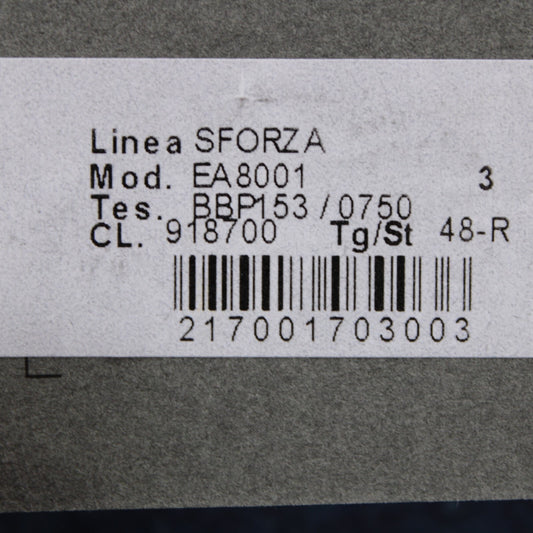 Linea SFORZA
Mod. EA8001 3
Tes. BBP153 / 0750
CL. 918700 Tg/St 48-R
217001703003